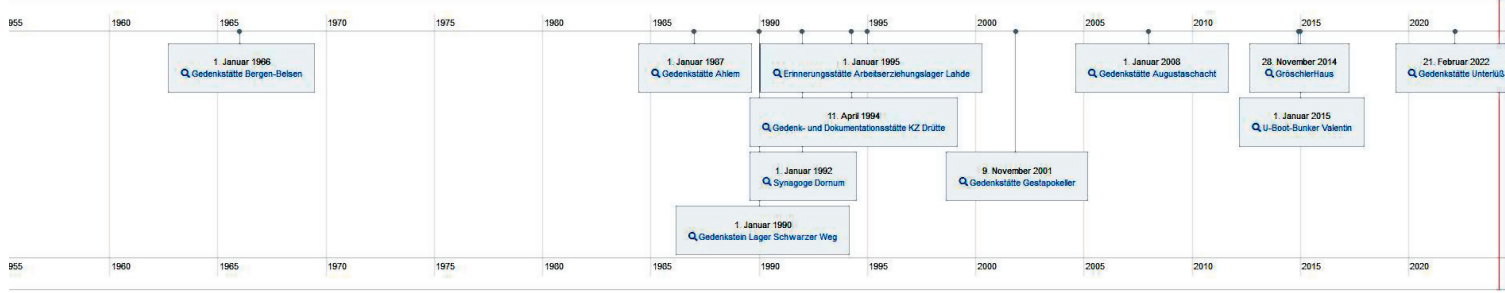 955 1960 1965 1970 1975 1980 1985 1990 1995 2000 2005 2010 2015 2020
1. Januar 1966
Gedenkstätte Bergen-Belsen
1. Januar 1987
Gedenkstätte Ahlem
1. Januar 1995
Erinnerungsstätte Arbeitserziehungslager Lahde
1. Januar 2008
Gedenkstätte Augustaschacht
28. November 2014
GröschlerHaus
21. Februar 2022
Gedenkstätte Unterlüß
11. April 1994
Gedenk- und Dokumentationsstätte KZ Drütte
1. Januar 2015
U-Boot-Bunker Valentin
1. Januar 1992
Synagoge Dornum
9. November 2001
Gedenkstätte Gestapokeller
1. Januar 1990
Gedenkstein Lager Schwarzer Weg
955 1960 1965 1970 1975 1980 1985 1990 1995 2000 2005 2010 2015 2020